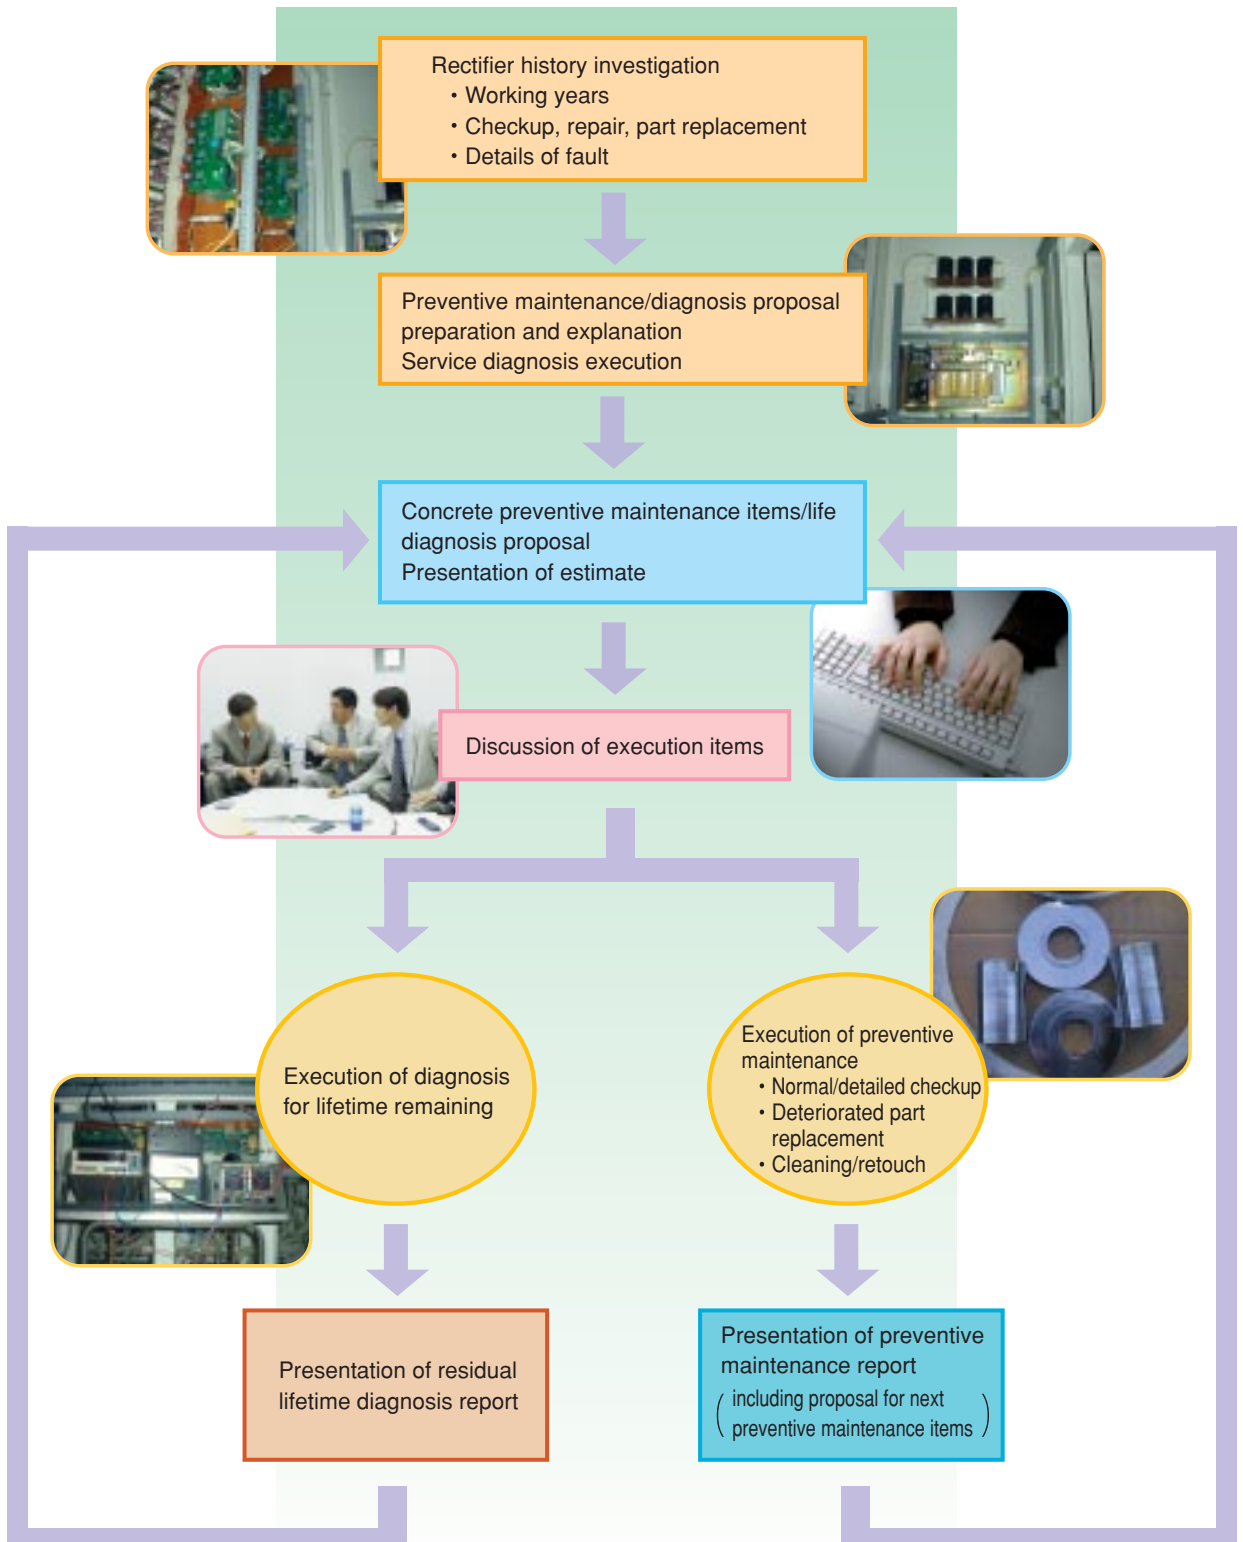 Rectifier history investigation
・Working years
・Checkup, repair, part replacement
・Details of fault
Preventive maintenance/diagnosis proposal
preparation and explanation
Service diagnosis execution
Concrete preventive maintenance items/life
diagnosis proposal
Presentation of estimate
Discussion of execution items
Execution of diagnosis
for lifetime remaining
Execution of preventive
maintenance
・Normal/detailed checkup
・Deteriorated part
replacement
・Cleaning/retouch
Presentation of residual
lifetime diagnosis report
Presentation of preventive
maintenance report
(including proposal for next
preventive maintenance items)